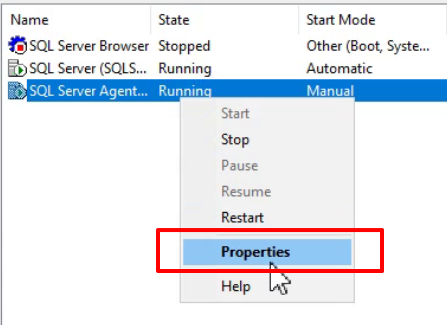 Name State Start Mode
SQL Server Browser Stopped Other (Boot, Syste...
SQL Server (SQLS... Running Automatic
SQL Server Agent... Running Manual
Start
Stop
Pause
Resume
Restart
Properties
Help